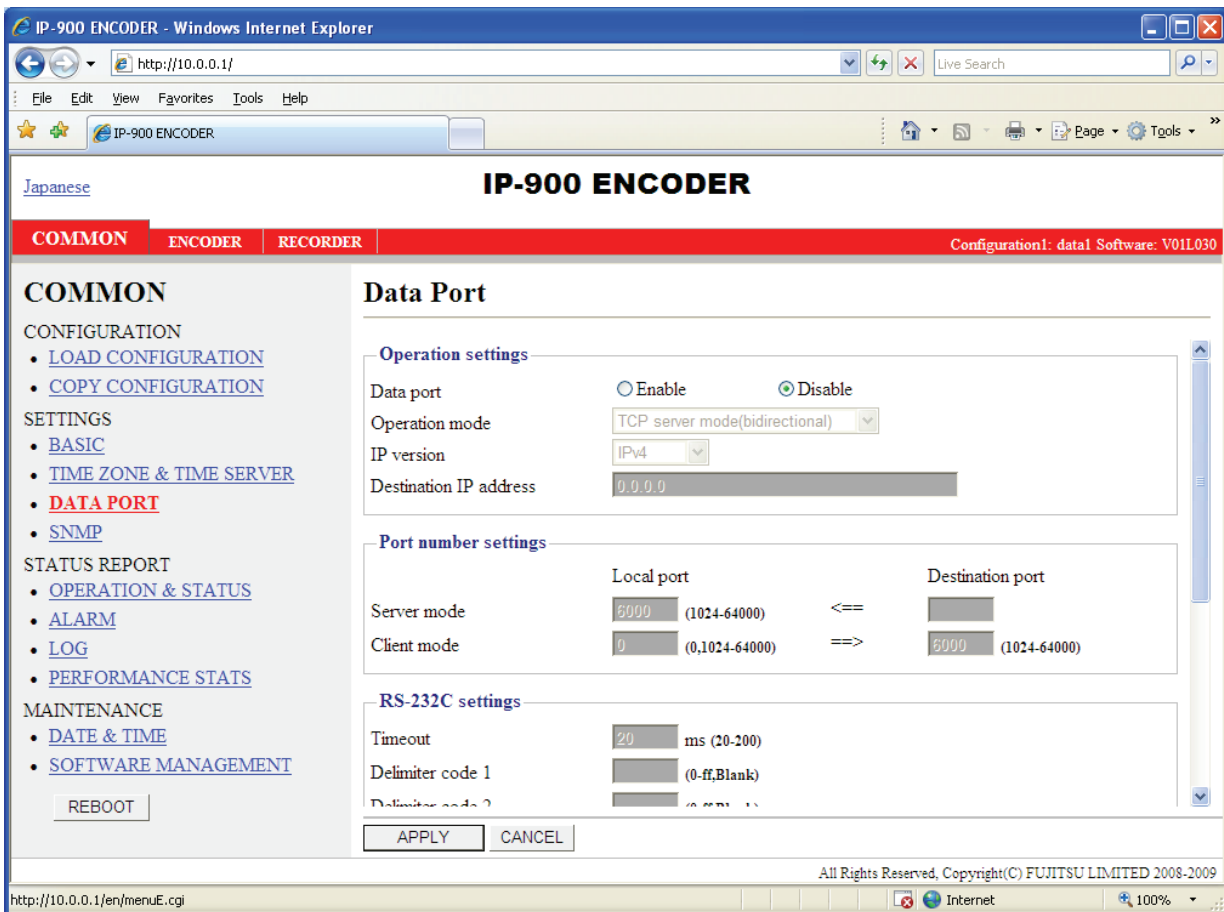 IP-900 ENCODER - Windows Internet Explorer
http://10.0.0.1/
Live Search
File Edit View Favorites Tools Help
IP-900 ENCODER
Page Tools »
Japanese
IP-900 ENCODER
COMMON ENCODER RECORDER
Configuration1: data1 Software: V01L030
COMMON
CONFIGURATION
• LOAD CONFIGURATION
• COPY CONFIGURATION
SETTINGS
• BASIC
• TIME ZONE & TIME SERVER
• DATA PORT
• SNMP
STATUS REPORT
• OPERATION & STATUS
• ALARM
• LOG
• PERFORMANCE STATS
MAINTENANCE
• DATE & TIME
• SOFTWARE MANAGEMENT
REBOOT
Data Port
Operation settings
Data port Enable Disable
Operation mode TCP server mode(bidirectional)
IP version IPv4
Destination IP address 0.0.0.0
Port number settings
Local port Destination port
Server mode 6000 (1024-64000) <==
Client mode 0 (0,1024-64000) ==> 6000 (1024-64000)
RS-232C settings
Timeout 20 ms (20-200)
Delimiter code 1 (0-ff,Blank)
Delimiter code 2
APPLY CANCEL
All Rights Reserved, Copyright(C) FUJITSU LIMITED 2008-2009
http://10.0.0.1/en/menuE.cgi
Internet
100%